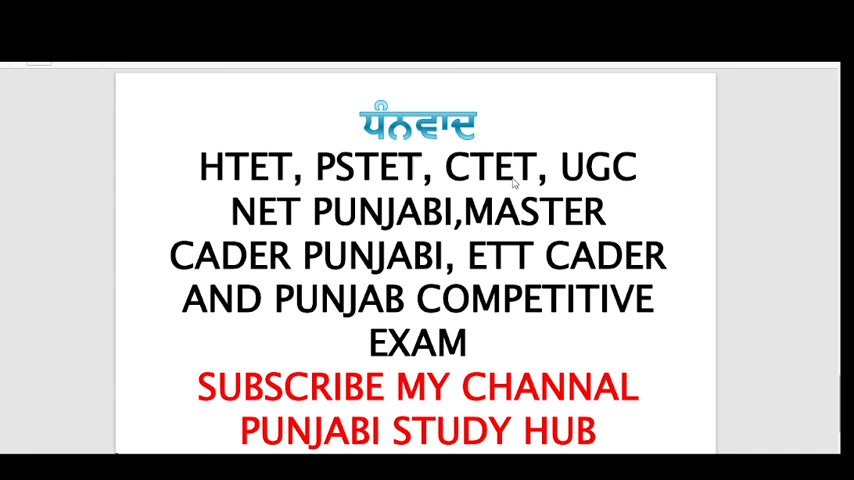 ਧੰਨਵਾਦ
HTET, PSTET, CTET, UGC
NET PUNJABI,MASTER
CADER PUNJABI, ETT CADER
AND PUNJAB COMPETITIVE
EXAM
SUBSCRIBE MY CHANNAL
PUNJABI STUDY HUB